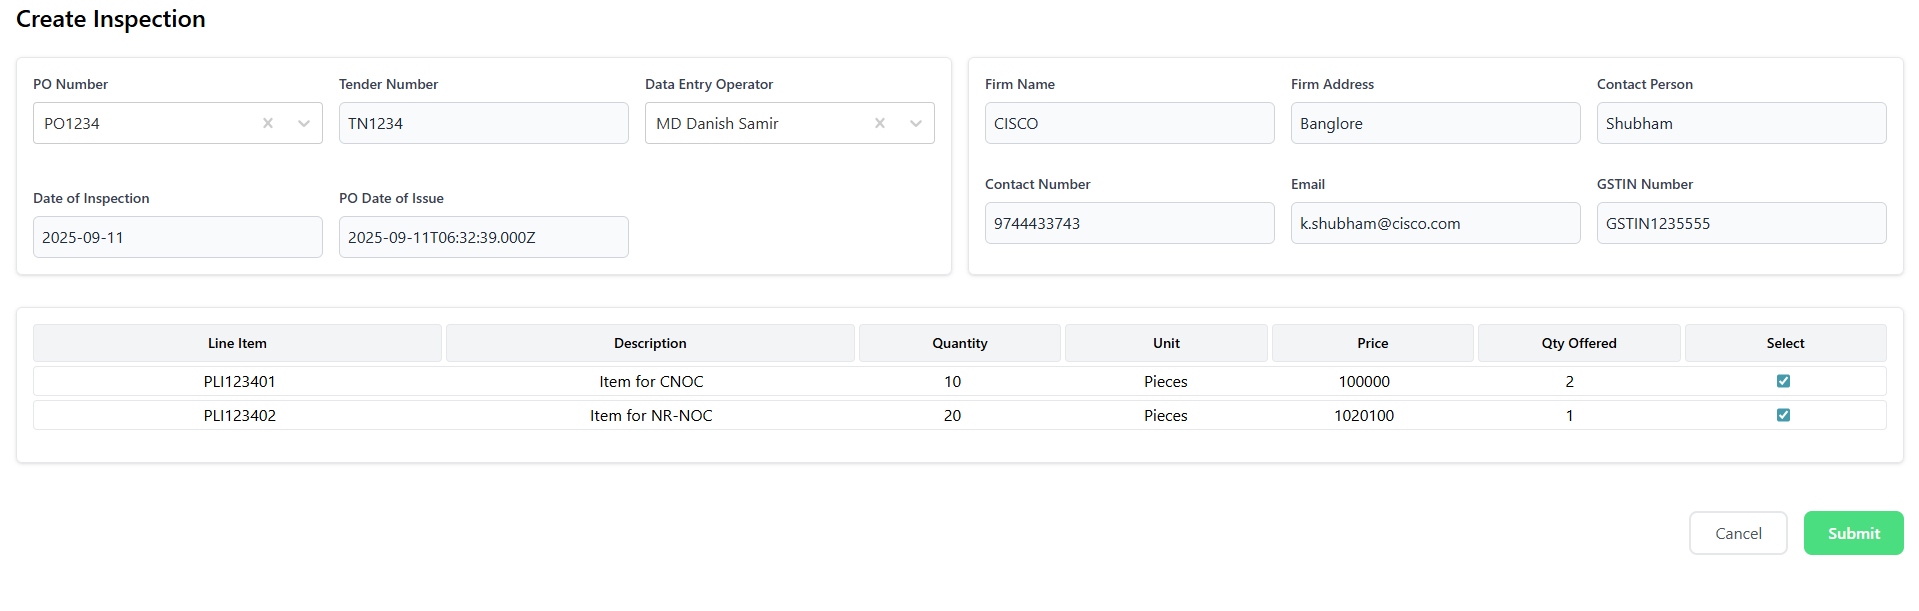 Create Inspection
PO Number Tender Number Data Entry Operator
PO1234 TN1234 MD Danish Samir
Date of Inspection PO Date of Issue
2025-09-11 2025-09-11T06:32:39.000Z
Firm Name Firm Address Contact Person
CISCO Banglore Shubham
Contact Number Email GSTIN Number
9744433743 k.shubham@cisco.com GSTIN1235555
Line Item Description Quantity Unit Price Qty Offered Select
PLI123401 Item for CNOC 10 Pieces 100000 2
PLI123402 Item for NR-NOC 20 Pieces 1020100 1
Cancel Submit